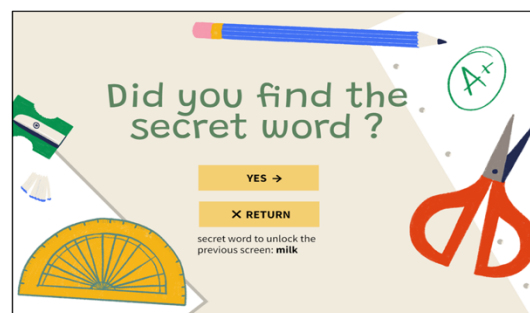 Did you find the
secret word ?
A+
YES →
✕ RETURN
secret word to unlock the
previous screen: milk